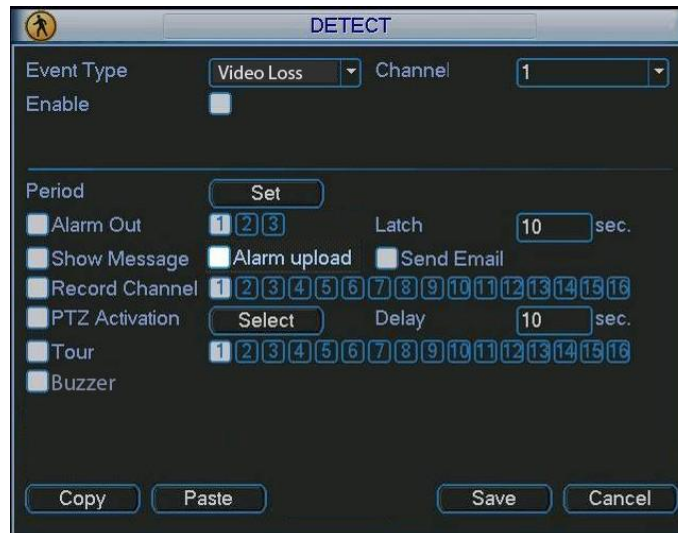 DETECT
Event Type Video Loss Channel 1
Enable
Period Set
Alarm Out 1 2 3 Latch 10 sec.
Show Message Alarm upload Send Email
Record Channel 1 2 3 4 5 6 7 8 9 10 11 12 13 14 15 16
PTZ Activation Select Delay 10 sec.
Tour 1 2 3 4 5 6 7 8 9 10 11 12 13 14 15 16
Buzzer
Copy Paste Save Cancel